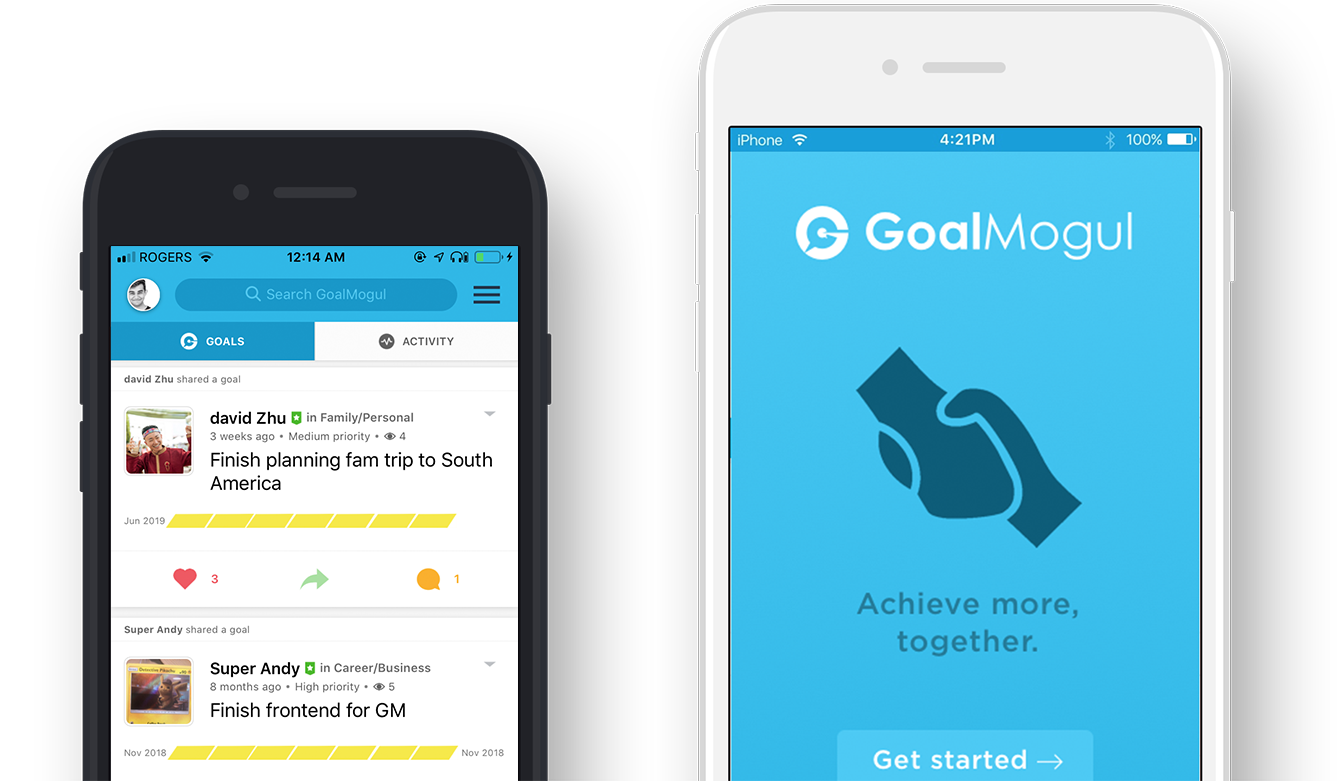 ROGERS 12:14 AM
Search GoalMogul
GOALS ACTIVITY
david Zhu shared a goal
david Zhu in Family/Personal
3 weeks ago • Medium priority • 4
Finish planning fam trip to South
America
Jun 2019
3 1
Super Andy shared a goal
Super Andy in Career/Business
8 months ago • High priority • 5
Finish frontend for GM
Nov 2018 Nov 2018
iPhone 4:21PM 100%
GoalMogul
Achieve more,
together.
Get started →